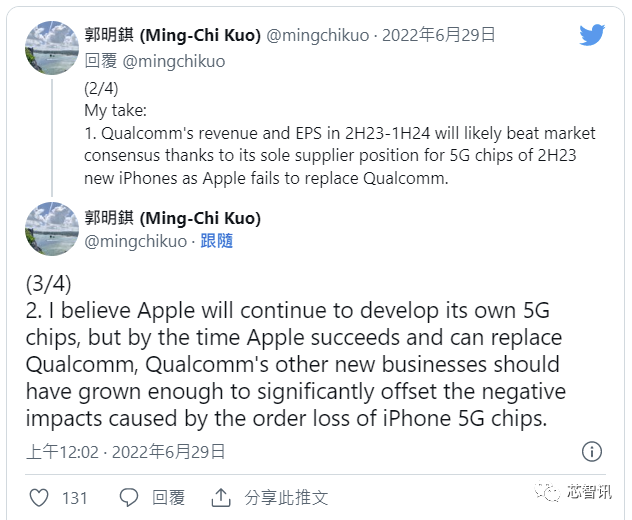 郭明錤 (Ming-Chi Kuo) @mingchikuo · 2022年6月29日
回覆 @mingchikuo
(2/4)
My take:
1. Qualcomm's revenue and EPS in 2H23-1H24 will likely beat market
consensus thanks to its sole supplier position for 5G chips of 2H23
new iPhones as Apple fails to replace Qualcomm.
郭明錤 (Ming-Chi Kuo)
@mingchikuo · 跟隨
(3/4)
2. I believe Apple will continue to develop its own 5G
chips, but by the time Apple succeeds and can replace
Qualcomm, Qualcomm's other new businesses should
have grown enough to significantly offset the negative
impacts caused by the order loss of iPhone 5G chips.
上午12:02 · 2022年6月29日
131 回覆 分享此推文
芯智讯